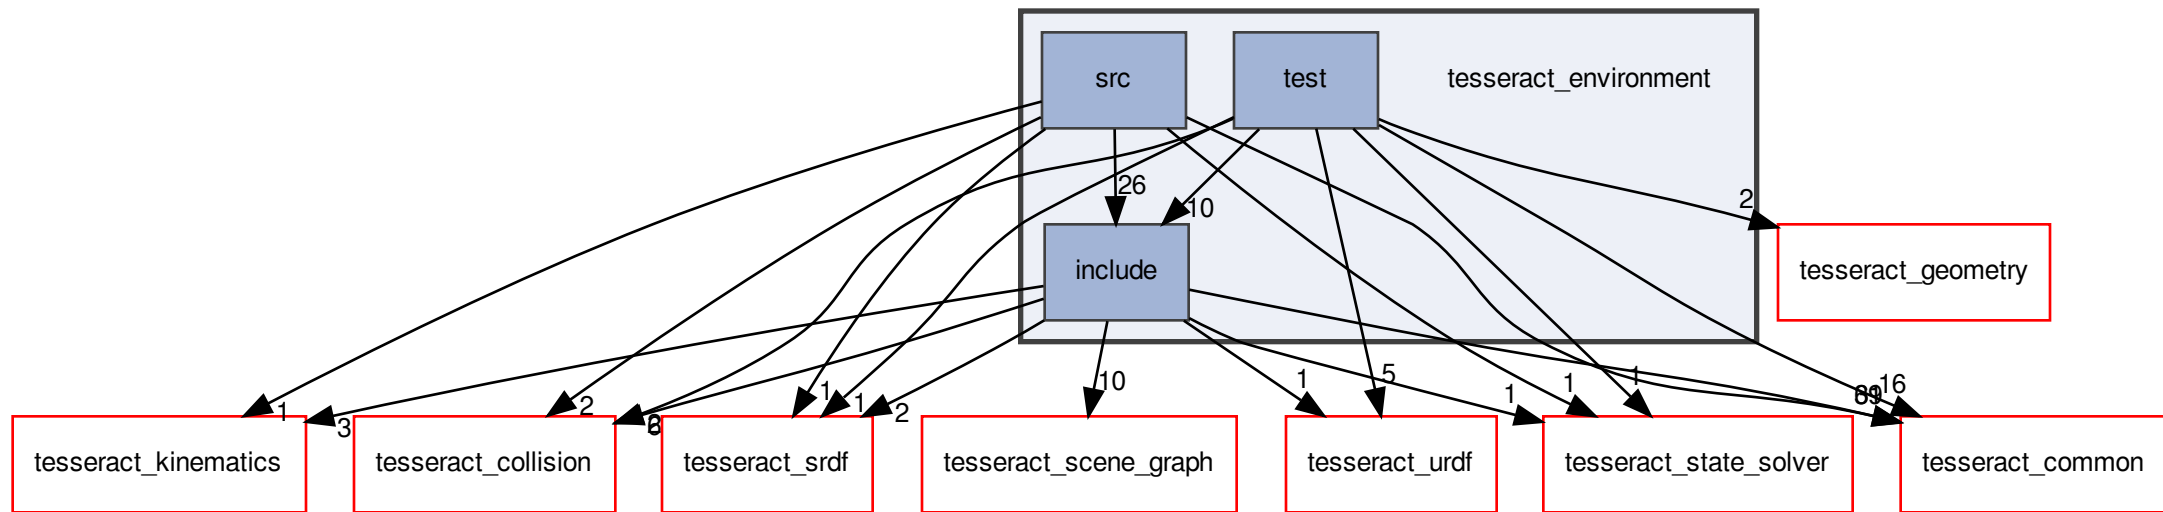 src
test
tesseract_environment
26
10
2
include
tesseract_geometry
1
3
2
1
1
2
10
1
5
1
1
1
16
tesseract_kinematics
tesseract_collision
tesseract_srdf
tesseract_scene_graph
tesseract_urdf
tesseract_state_solver
tesseract_common